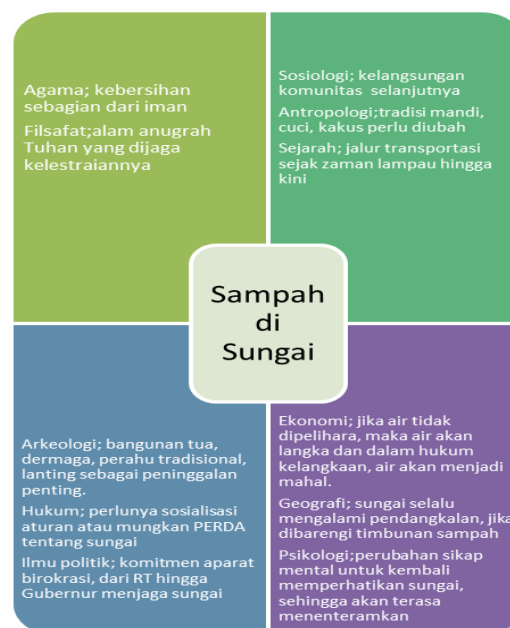 Agama; kebersihan
sebagian dari iman
Filsafat;alam anugrah
Tuhan yang dijaga
kelestraiannya
Sosiologi; kelangsungan
komunitas selanjutnya
Antropologi;tradisi mandi,
cuci, kakus perlu diubah
Sejarah; jalur transportasi
sejak zaman lampau hingga
kini
Sampah
di
Sungai
Arkeologi; bangunan tua,
dermaga, perahu tradisional,
lanting sebagai peninggalan
penting.
Hukum; perlunya sosialisasi
aturan atau mungkan PERDA
tentang sungai
Ilmu politik; komitmen aparat
birokrasi, dari RT hingga
Gubernur menjaga sungai
Ekonomi; jika air tidak
dipelihara, maka air akan
langka dan dalam hukum
kelangkaan, air akan menjadi
mahal.
Geografi; sungai selalu
mengalami pendangkalan, jika
dibarengi timbunan sampah
Psikologi;perubahan sikap
mental untuk kembali
memperhatikan sungai,
sehingga akan terasa
menenteramkan